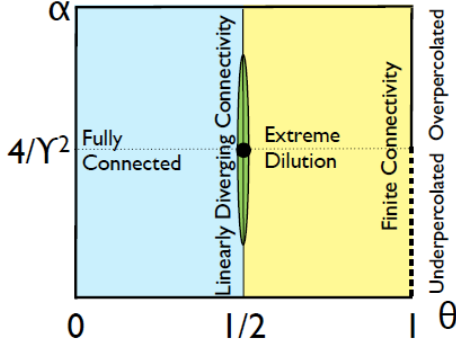 α
Overpercolated
Linearly Diverging Connectivity
Finite Connectivity
4/ϒ²
Fully
Connected
Extreme
Dilution
Underpercolated
0
1/2
1
θ